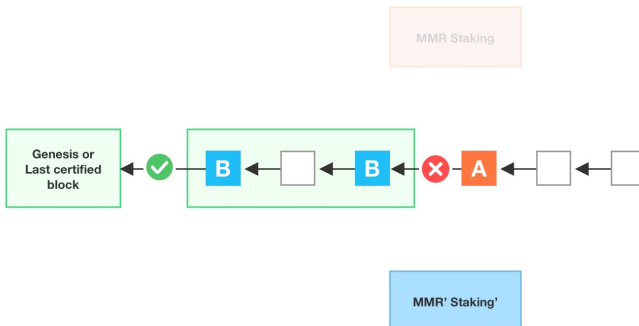 MMR Staking
Genesis or
Last certified
block
B
B
A
MMR' Staking'